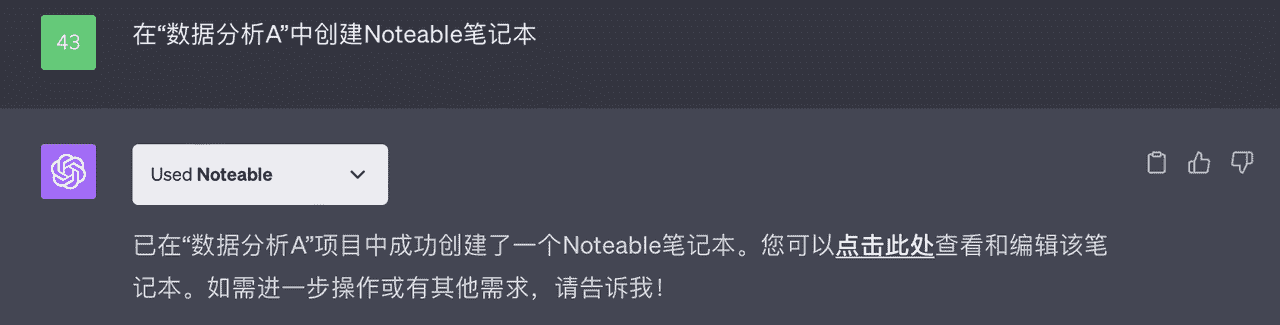 43
在“数据分析A”中创建Noteable笔记本
Used Noteable
已在“数据分析A”项目中成功创建了一个Noteable笔记本。您可以点击此处查看和编辑该笔
记本。如需进一步操作或有其他需求，请告诉我！